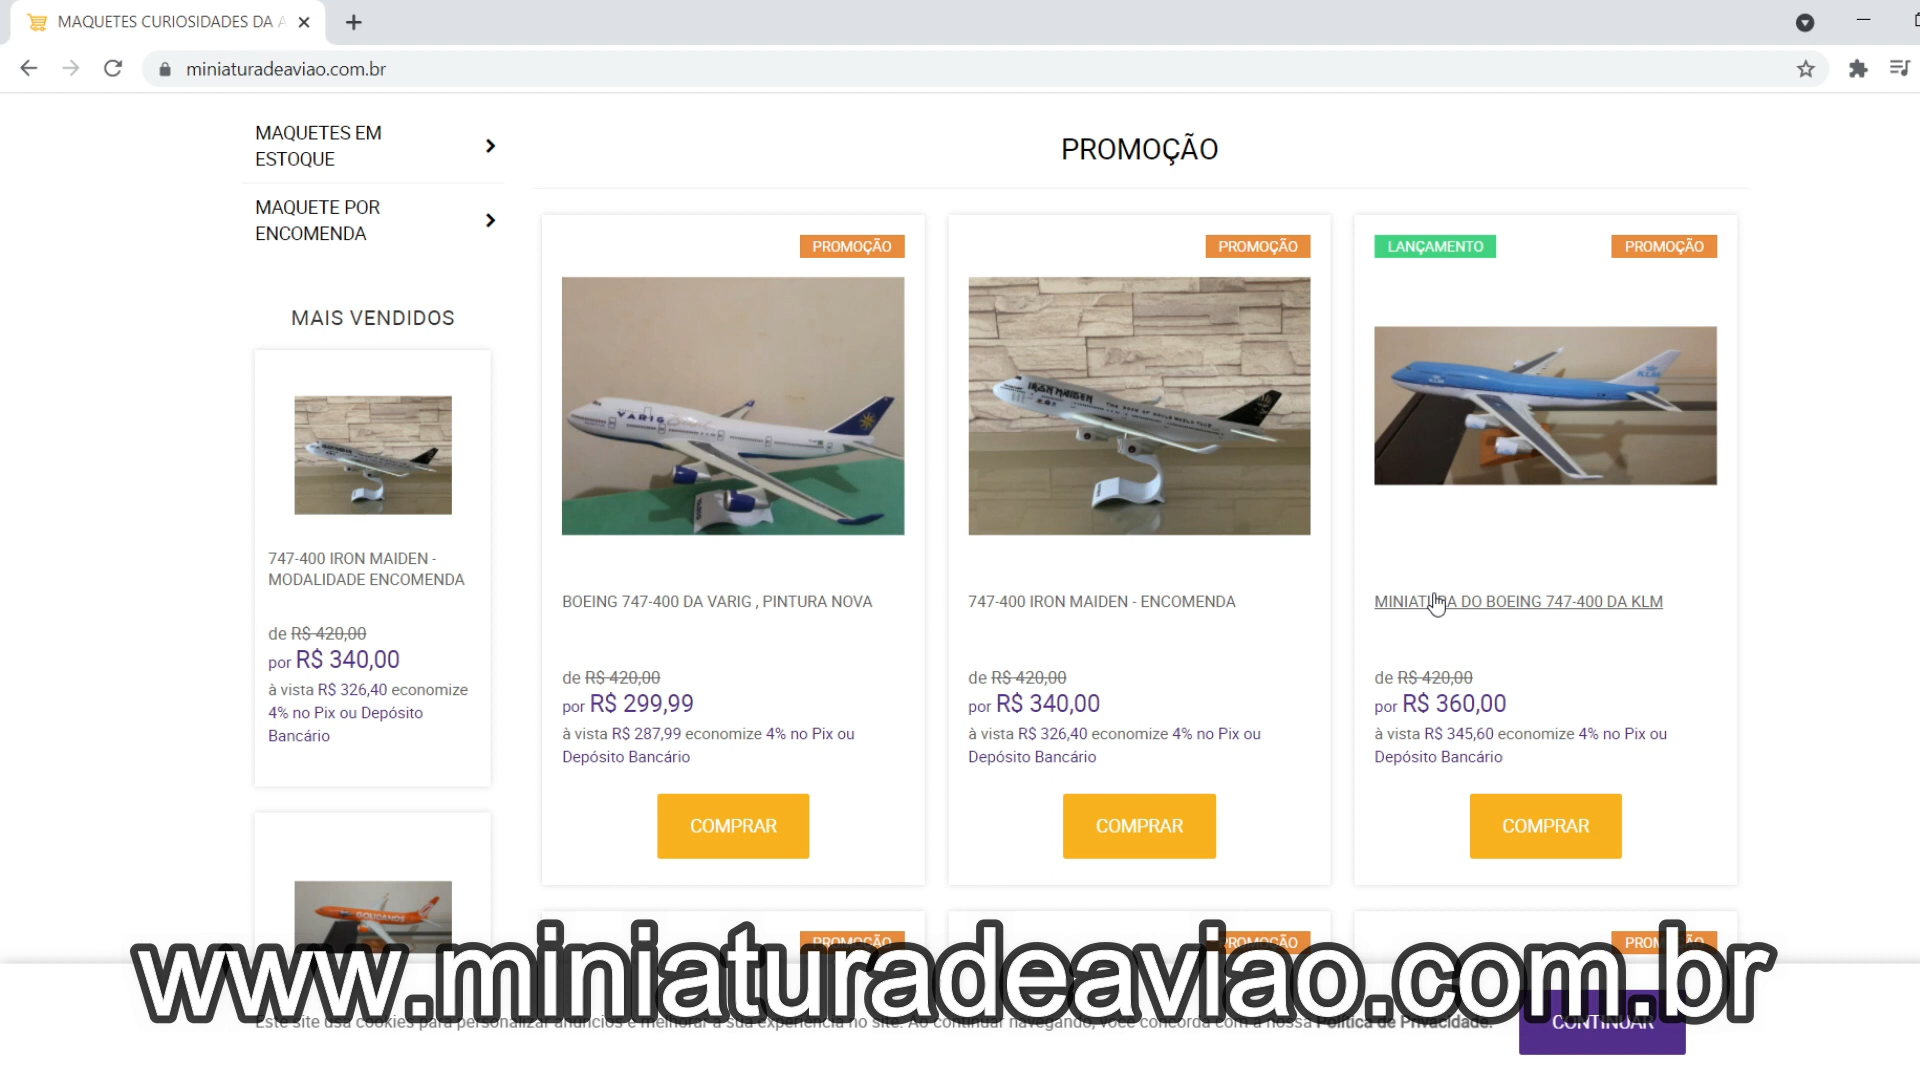 MAQUETES CURIOSIDADES DA A
miniaturadeaviao.com.br
MAQUETES EM
ESTOQUE
MAQUETE POR
ENCOMENDA
MAIS VENDIDOS
747-400 IRON MAIDEN -
MODALIDADE ENCOMENDA
de R$ 420,00
por R$ 340,00
à vista R$ 326,40 economize
4% no Pix ou Depósito
Bancário
GOLLOG
PROMOÇÃO
PROMOÇÃO
VARIG
BOEING 747-400 DA VARIG , PINTURA NOVA
de R$ 420,00
por R$ 299,99
à vista R$ 287,99 economize 4% no Pix ou
Depósito Bancário
COMPRAR
PROMOÇÃO
IRON MAIDEN
747-400 IRON MAIDEN - ENCOMENDA
de R$ 420,00
por R$ 340,00
à vista R$ 326,40 economize 4% no Pix ou
Depósito Bancário
COMPRAR
LANÇAMENTO
PROMOÇÃO
KLM
MINIATURA DO BOEING 747-400 DA KLM
de R$ 420,00
por R$ 360,00
à vista R$ 345,60 economize 4% no Pix ou
Depósito Bancário
COMPRAR
PROMOÇÃO
PROMOÇÃO
PROMOÇÃO
www.miniaturadeaviao.com.br
Este site usa cookies para personalizar anúncios e melhorar a sua experiência no site. Ao continuar navegando, você concorda com a nossa Política de Privacidade.
CONTINUAR